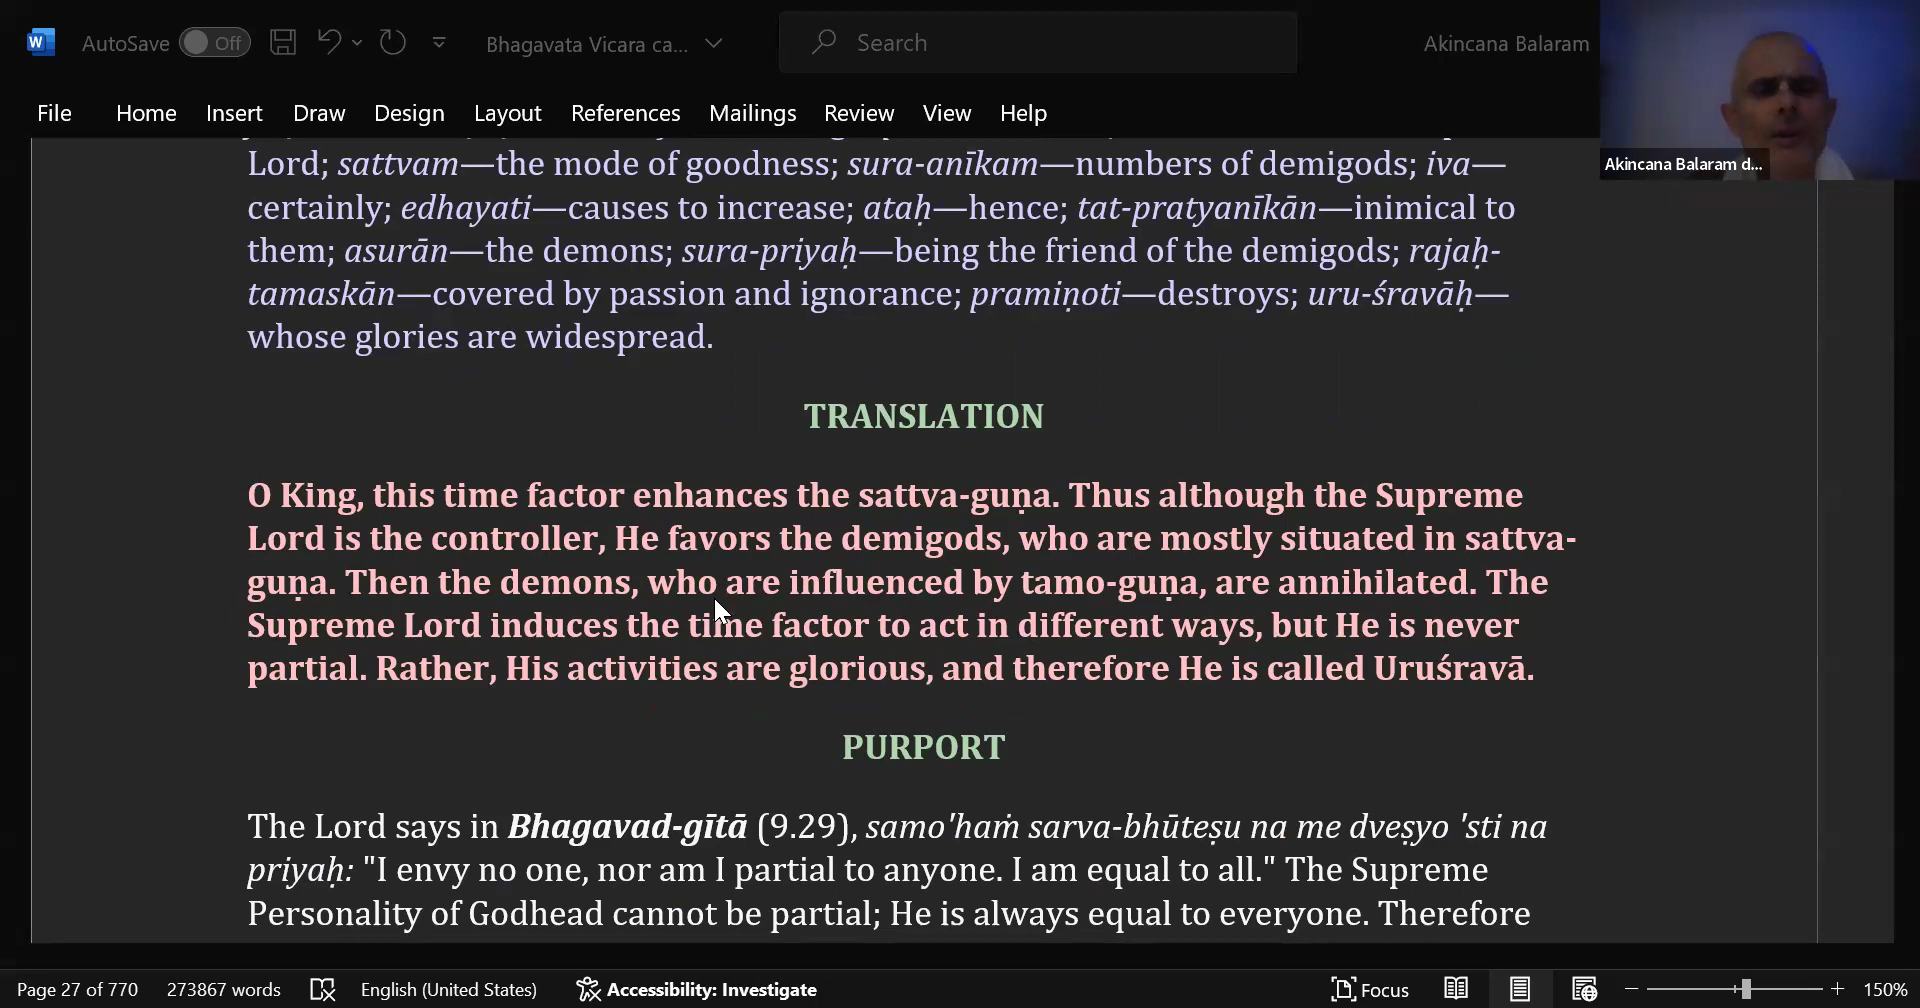 W AutoSave Off Bhagavata Vicara ca... Search Akincana Balaram
File Home Insert Draw Design Layout References Mailings Review View Help
Akincana Balaram d...
Lord; sattvam—the mode of goodness; sura-anīkam—numbers of demigods; iva—
certainly; edhayati—causes to increase; ataḥ—hence; tat-pratyanīkān—inimical to
them; asurān—the demons; sura-priyaḥ—being the friend of the demigods; rajaḥ-
tamaskān—covered by passion and ignorance; pramiṇoti—destroys; uru-śravāḥ—
whose glories are widespread.
TRANSLATION
O King, this time factor enhances the sattva-guṇa. Thus although the Supreme
Lord is the controller, He favors the demigods, who are mostly situated in sattva-
guṇa. Then the demons, who are influenced by tamo-guṇa, are annihilated. The
Supreme Lord induces the time factor to act in different ways, but He is never
partial. Rather, His activities are glorious, and therefore He is called Uruśravā.
PURPORT
The Lord says in Bhagavad-gītā (9.29), samo'haṁ sarva-bhūteṣu na me dveṣyo 'sti na
priyaḥ: "I envy no one, nor am I partial to anyone. I am equal to all." The Supreme
Personality of Godhead cannot be partial; He is always equal to everyone. Therefore
Page 27 of 770 273867 words English (United States) Accessibility: Investigate Focus 150%